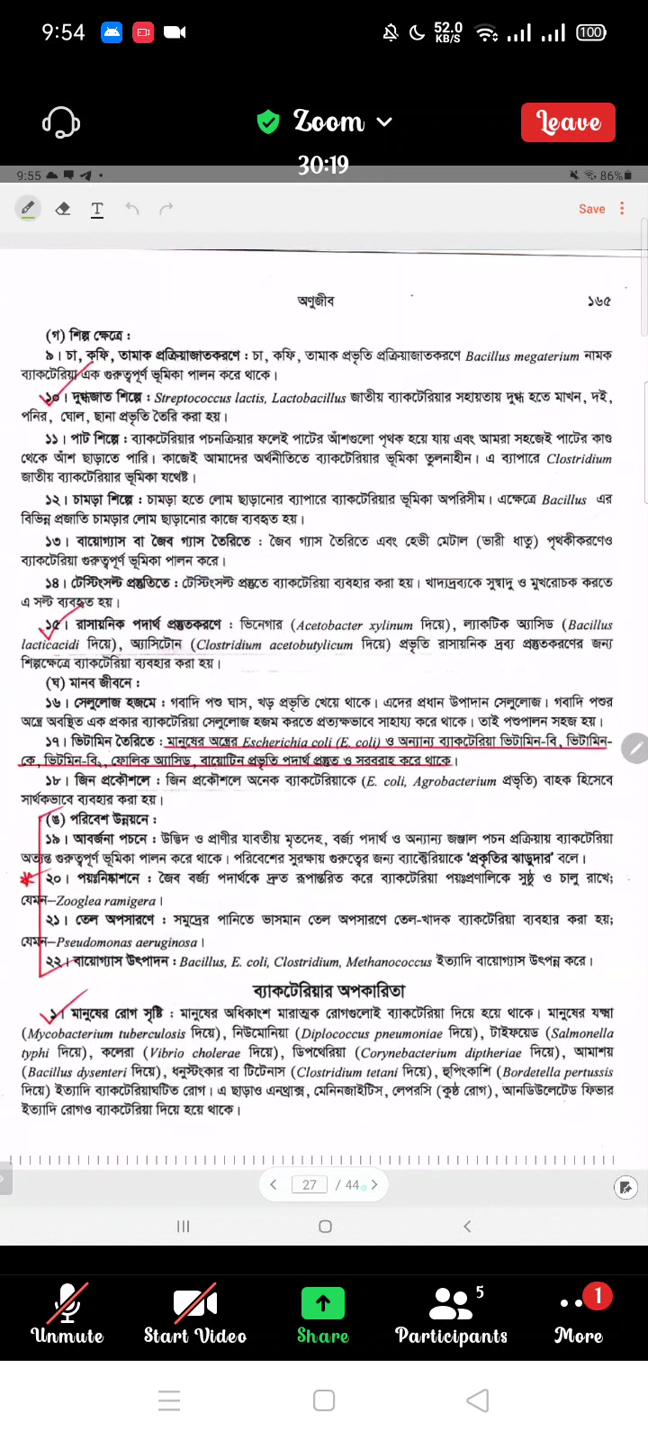 9:54
52.0
KB/S
100
Zoom
Leave
30:19
9:55
86%
T
Save
অণুজীব
১৬৫
(গ) শিল্প ক্ষেত্রে :
৯। চা, কফি, তামাক প্রক্রিয়াজাতকরণে : চা, কফি, তামাক প্রভৃতি প্রক্রিয়াজাতকরণে Bacillus megaterium নামক
ব্যাকটেরিয়া এক গুরুত্বপূর্ণ ভূমিকা পালন করে থাকে।
১০। দুগ্ধজাত শিল্পে : Streptococcus lactis, Lactobacillus জাতীয় ব্যাকটেরিয়ার সহায়তায় দুগ্ধ হতে মাখন, দই,
পনির, ঘোল, ছানা প্রভৃতি তৈরি করা হয়।
১১। পাট শিল্পে : ব্যাকটেরিয়ার পচনক্রিয়ার ফলেই পাটের আঁশগুলো পৃথক হয়ে যায় এবং আমরা সহজেই পাটের কাণ্ড
থেকে আঁশ ছাড়াতে পারি। কাজেই আমাদের অর্থনীতিতে ব্যাকটেরিয়ার ভূমিকা তুলনাহীন। এ ব্যাপারে Clostridium
জাতীয় ব্যাকটেরিয়ার ভূমিকা যথেষ্ট।
১২। চামড়া শিল্পে : চামড়া হতে লোম ছাড়ানোর ব্যাপারে ব্যাকটেরিয়ার ভূমিকা অপরিসীম। এক্ষেত্রে Bacillus এর
বিভিন্ন প্রজাতি চামড়ার লোম ছাড়ানোর কাজে ব্যবহৃত হয়।
১৩। বায়োগ্যাস বা জৈব গ্যাস তৈরিতে : জৈব গ্যাস তৈরিতে এবং হেভী মেটাল (ভারী ধাতু) পৃথকীকরণেও
ব্যাকটেরিয়া গুরুত্বপূর্ণ ভূমিকা পালন করে।
১৪। টেস্টিংসল্ট প্রস্তুতিতে : টেস্টিংসল্ট প্রস্তুতে ব্যাকটেরিয়া ব্যবহার করা হয়। খাদ্যদ্রব্যকে সুস্বাদু ও মুখরোচক করতে
এ সল্ট ব্যবহৃত হয়।
১৫। রাসায়নিক পদার্থ প্রস্তুতকরণে : ভিনেগার (Acetobacter xylinum দিয়ে), ল্যাকটিক অ্যাসিড (Bacillus
lacticacidi দিয়ে), অ্যাসিটোন (Clostridium acetobutylicum দিয়ে) প্রভৃতি রাসায়নিক দ্রব্য প্রস্তুতকরণের জন্য
শিল্পক্ষেত্রে ব্যাকটেরিয়া ব্যবহার করা হয়।
(ঘ) মানব জীবনে :
১৬। সেলুলোজ হজমে : গবাদি পশু ঘাস, খড় প্রভৃতি খেয়ে থাকে। এদের প্রধান উপাদান সেলুলোজ। গবাদি পশুর
অন্ত্রে অবস্থিত এক প্রকার ব্যাকটেরিয়া সেলুলোজ হজম করতে প্রত্যক্ষভাবে সাহায্য করে থাকে। তাই পশুপালন সহজ হয়।
১৭। ভিটামিন তৈরিতে : মানুষের অন্ত্রের Escherichia coli (E. coli) ও অন্যান্য ব্যাকটেরিয়া ভিটামিন-বি, ভিটামিন-
কে, ভিটমিন-বি₂, ফোলিক অ্যাসিড, বায়োটিন প্রভৃতি পদার্থ প্রস্তুত ও সরবরাহ করে থাকে।
১৮। জিন প্রকৌশলে : জিন প্রকৌশলে অনেক ব্যাকটেরিয়াকে (E. coli, Agrobacterium প্রভৃতি) বাহক হিসেবে
সার্থকভাবে ব্যবহার করা হয়।
(ঙ) পরিবেশ উন্নয়নে :
১৯। আবর্জনা পচনে : উদ্ভিদ ও প্রাণীর যাবতীয় মৃতদেহ, বর্জ্য পদার্থ ও অন্যান্য জঞ্জাল পচন প্রক্রিয়ায় ব্যাকটেরিয়া
অত্যন্ত গুরুত্বপূর্ণ ভূমিকা পালন করে থাকে। পরিবেশের সুরক্ষায় গুরুত্বের জন্য ব্যাক্টেরিয়াকে 'প্রকৃতির ঝাড়ুদার' বলে।
২০। পয়ঃনিষ্কাশনে : জৈব বর্জ্য পদার্থকে দ্রুত রূপান্তরিত করে ব্যাকটেরিয়া পয়ঃপ্রণালিকে সুষ্ঠু ও চালু রাখে;
যেমন–Zooglea ramigera।
২১। তেল অপসারণে : সমুদ্রের পানিতে ভাসমান তেল অপসারণে তেল-খাদক ব্যাকটেরিয়া ব্যবহার করা হয়;
যেমন–Pseudomonas aeruginosa।
২২। বায়োগ্যাস উৎপাদন : Bacillus, E. coli, Clostridium, Methanococcus ইত্যাদি বায়োগ্যাস উৎপন্ন করে।
ব্যাকটেরিয়ার অপকারিতা
১। মানুষের রোগ সৃষ্টি : মানুষের অধিকাংশ মারাত্মক রোগগুলোই ব্যাকটেরিয়া দিয়ে হয়ে থাকে। মানুষের যক্ষ্মা
(Mycobacterium tuberculosis দিয়ে), নিউমোনিয়া (Diplococcus pneumoniae দিয়ে), টাইফয়েড (Salmonella
typhi দিয়ে), কলেরা (Vibrio cholerae দিয়ে), ডিপথেরিয়া (Corynebacterium diptheriae দিয়ে), আমাশয়
(Bacillus dysenteri দিয়ে), ধনুস্টংকার বা টিটেনাস (Clostridium tetani দিয়ে), হুপিংকাশি (Bordetella pertussis
দিয়ে) ইত্যাদি ব্যাকটেরিয়াঘটিত রোগ। এ ছাড়াও এনথ্রাক্স, মেনিনজাইটিস, লেপরসি (কুষ্ঠ রোগ), আনডিউলেটেড ফিভার
ইত্যাদি রোগও ব্যাকটেরিয়া দিয়ে হয়ে থাকে।
27 / 44
5
1
Unmute
Start Video
Share
Participants
More